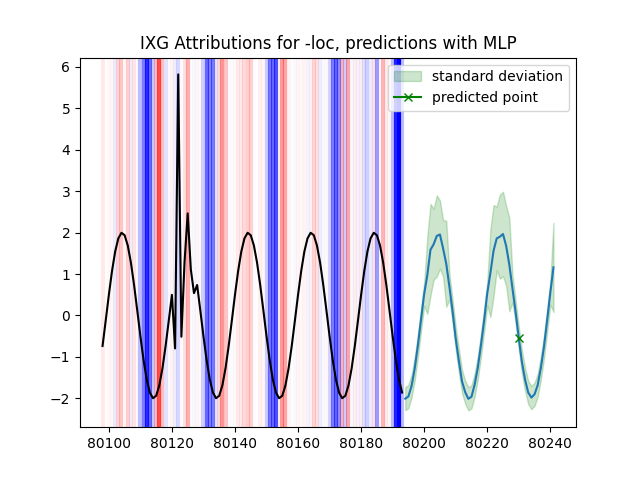 IXG Attributions for -loc, predictions with MLP
standard deviation
predicted point
6
5
4
3
2
1
0
−1
−2
80100 80120 80140 80160 80180 80200 80220 80240